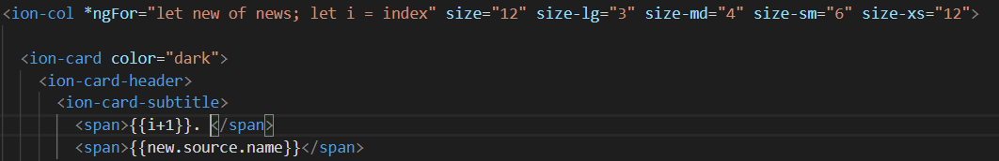 <ion-col *ngFor="let new of news; let i = index" size="12" size-lg="3" size-md="4" size-sm="6" size-xs="12">
<ion-card color="dark">
<ion-card-header>
<ion-card-subtitle>
<span>{{i+1}}. </span>
<span>{{new.source.name}}</span>